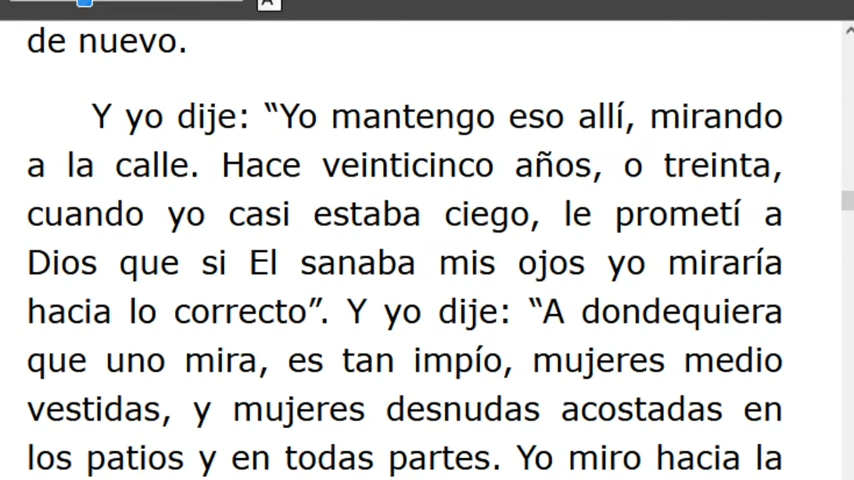 de nuevo.
Y yo dije: “Yo mantengo eso allí, mirando
a la calle. Hace veinticinco años, o treinta,
cuando yo casi estaba ciego, le prometí a
Dios que si El sanaba mis ojos yo miraría
hacia lo correcto”. Y yo dije: “A dondequiera
que uno mira, es tan impío, mujeres medio
vestidas, y mujeres desnudas acostadas en
los patios y en todas partes. Yo miro hacia la